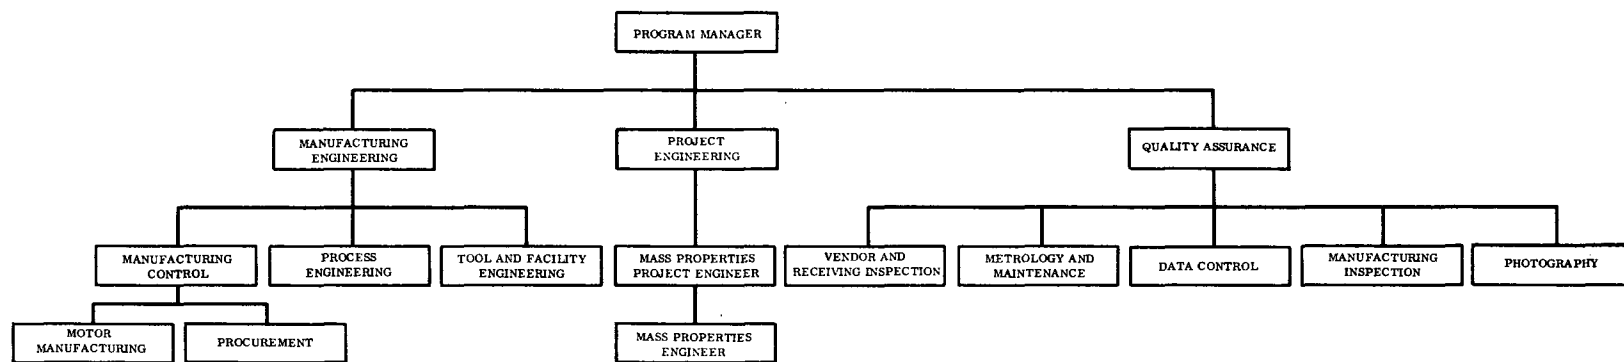 PROGRAM MANAGER
MANUFACTURING
ENGINEERING
PROJECT
ENGINEERING
QUALITY ASSURANCE
MANUFACTURING
CONTROL
PROCESS
ENGINEERING
TOOL AND FACILITY
ENGINEERING
MASS PROPERTIES
PROJECT ENGINEER
VENDOR AND
RECEIVING INSPECTION
METROLOGY AND
MAINTENANCE
DATA CONTROL
MANUFACTURING
INSPECTION
PHOTOGRAPHY
MOTOR
MANUFACTURING
PROCUREMENT
MASS PROPERTIES
ENGINEER